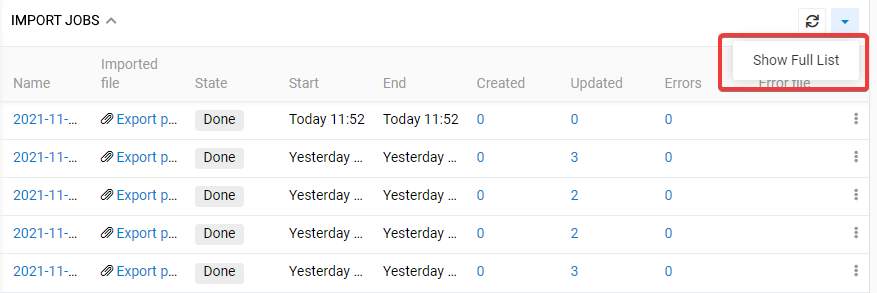 IMPORT JOBS
Show Full List
Imported
Name file State Start End Created Updated Errors Error file
2021-11-... Export p... Done Today 11:52 Today 11:52 0 0 0
2021-11-... Export p... Done Yesterday ... Yesterday ... 0 3 0
2021-11-... Export p... Done Yesterday ... Yesterday ... 0 2 0
2021-11-... Export p... Done Yesterday ... Yesterday ... 0 2 0
2021-11-... Export p... Done Yesterday ... Yesterday ... 0 3 0